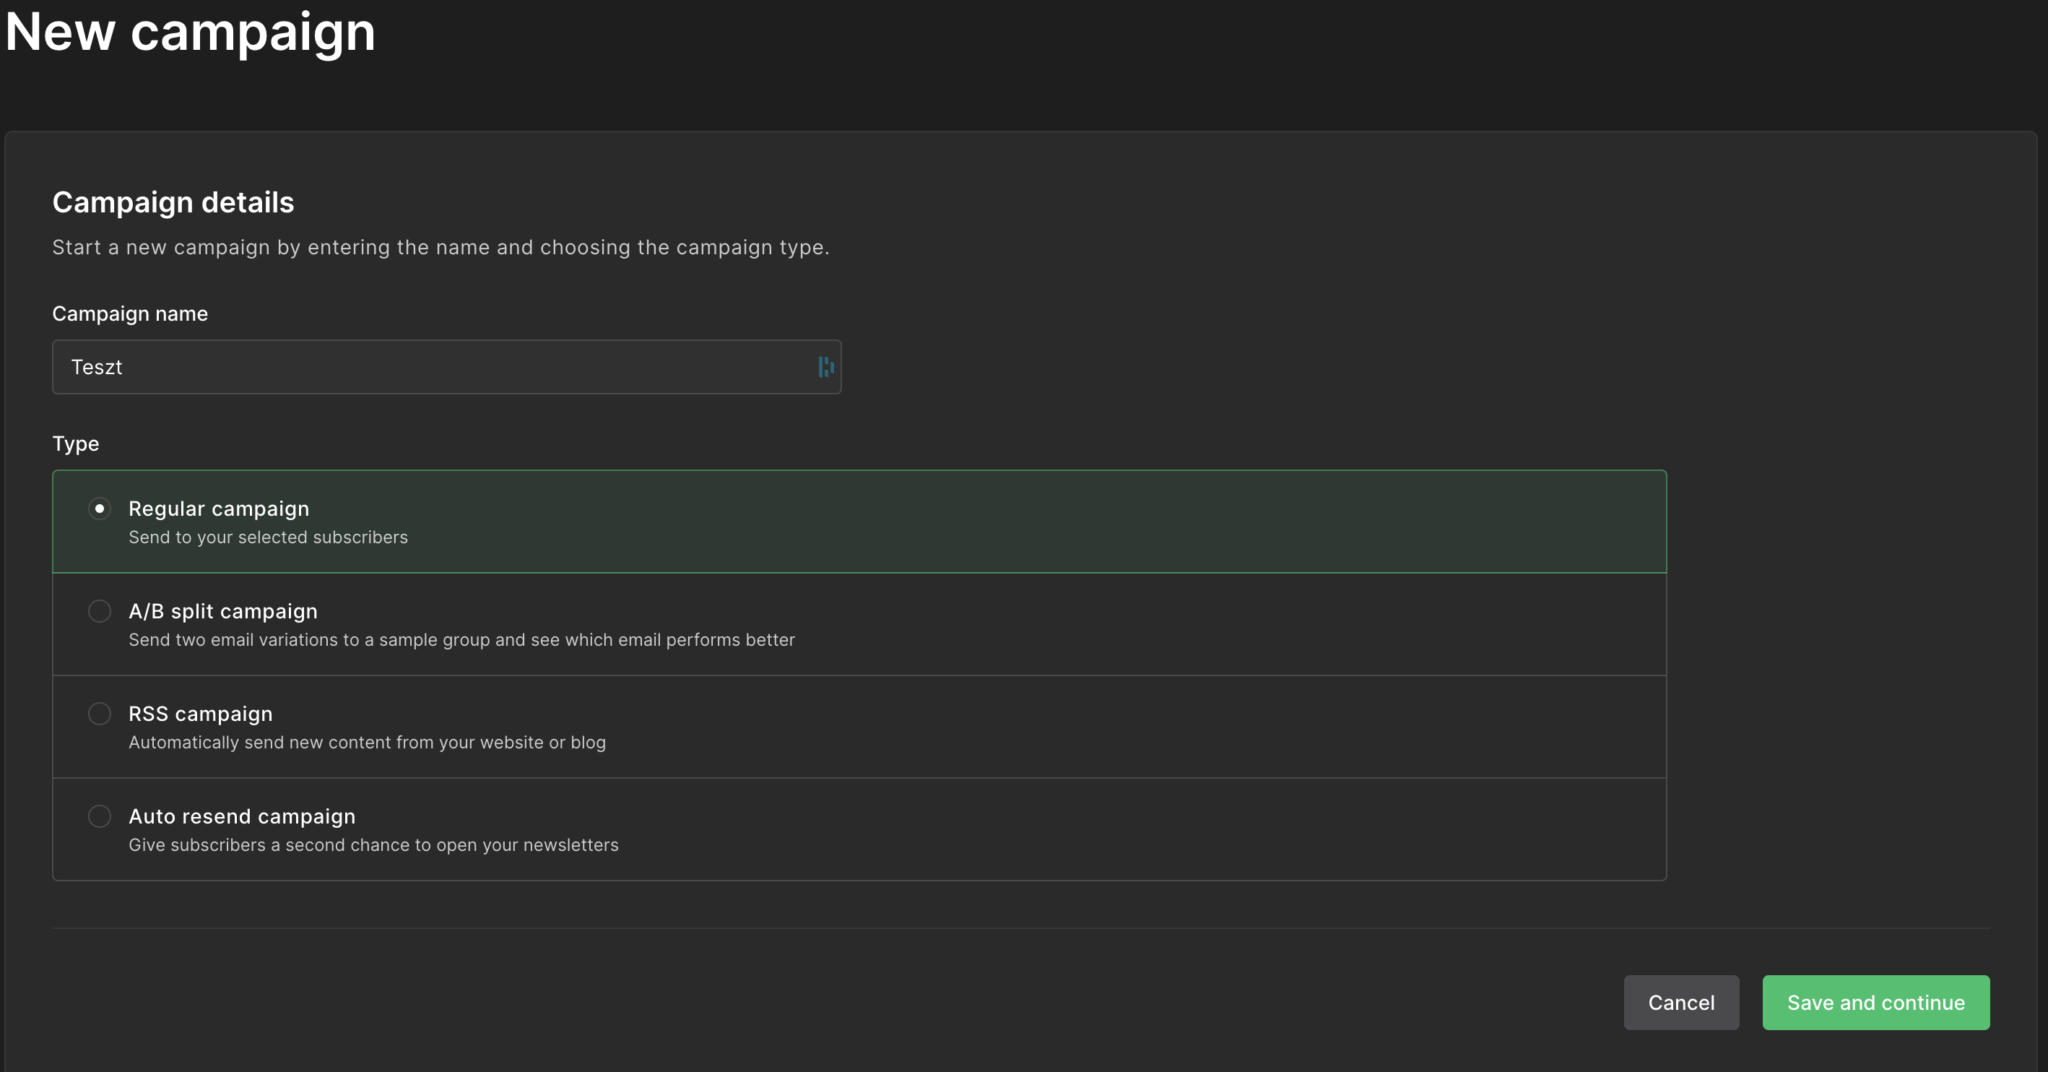 New campaign
Campaign details
Start a new campaign by entering the name and choosing the campaign type.
Campaign name
Teszt
Type
Regular campaign
Send to your selected subscribers
A/B split campaign
Send two email variations to a sample group and see which email performs better
RSS campaign
Automatically send new content from your website or blog
Auto resend campaign
Give subscribers a second chance to open your newsletters
Cancel
Save and continue